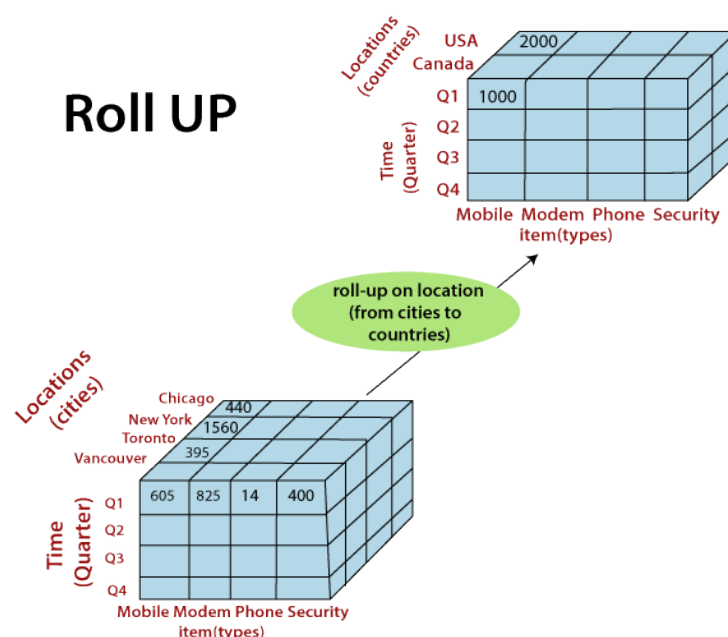 Roll UP
Locations
(countries)
USA
Canada
2000
Time
(Quarter)
Q1
Q2
Q3
Q4
1000
Mobile Modem Phone Security
item(types)
roll-up on location
(from cities to
countries)
Locations
(cities)
Chicago
New York
Toronto
Vancouver
440
1560
395
Time
(Quarter)
Q1
Q2
Q3
Q4
605 825 14 400
Mobile Modem Phone Security
item(types)